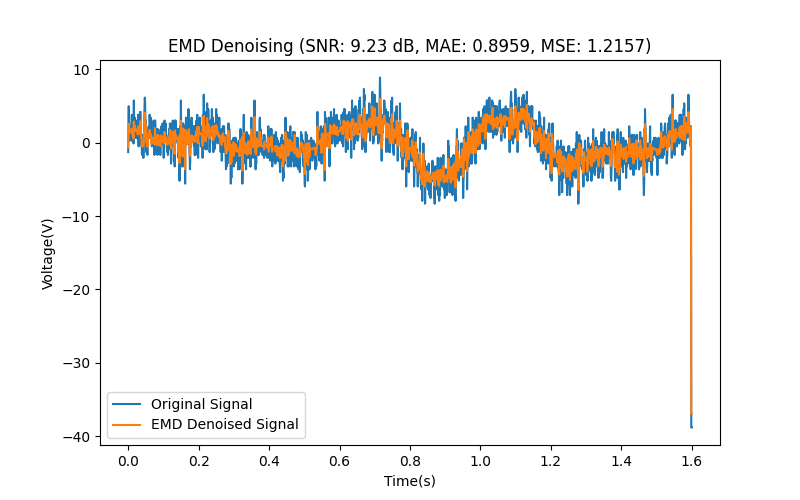 EMD Denoising (SNR: 9.23 dB, MAE: 0.8959, MSE: 1.2157)
10
0
−10
−20
−30
−40
Voltage(V)
Original Signal
EMD Denoised Signal
0.0 0.2 0.4 0.6 0.8 1.0 1.2 1.4 1.6
Time(s)